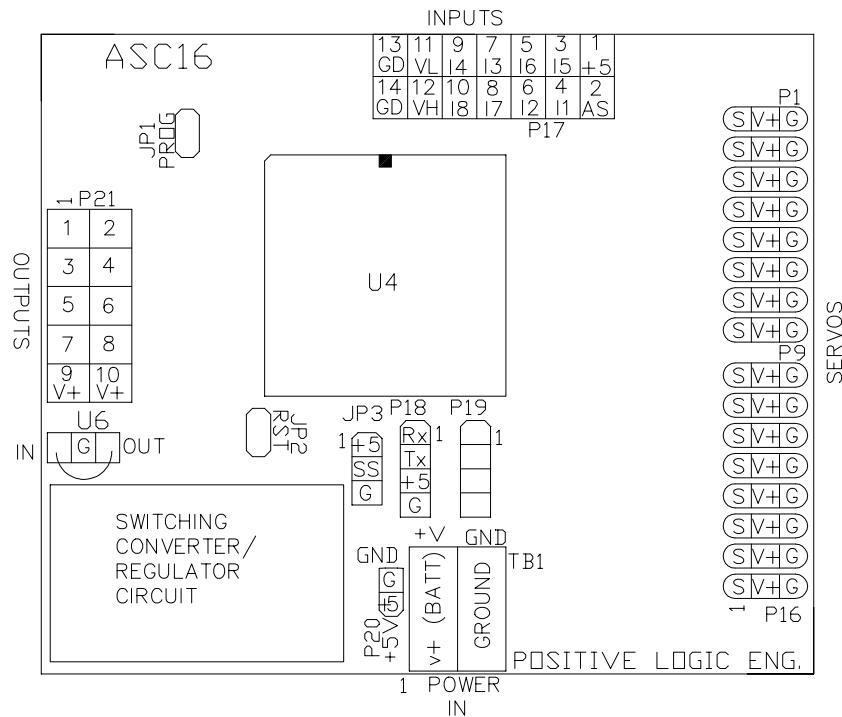 INPUTS
ASC16
13 11 9 7 5 3 1
GD VL I4 I3 I6 I5 +5
14 12 10 8 6 4 2
GD VH I8 I7 I2 I1 AS
P17
JP1
PROG
P1
S V+ G
S V+ G
S V+ G
S V+ G
S V+ G
S V+ G
S V+ G
S V+ G
P9
S V+ G
S V+ G
S V+ G
S V+ G
S V+ G
S V+ G
S V+ G
S V+ G
1 P16
SERVOS
1 P21
1 2
3 4
5 6
7 8
9 10
V+ V+
OUTPUTS
U4
U6
IN G OUT
JP2
RST
JP3
1 +5
SS
G
P18
Rx 1
Tx
+5
G
P19
1
SWITCHING
CONVERTER/
REGULATOR
CIRCUIT
GND
G
+5
P20
+5V
+V GND
v+ (BATT)
GROUND
TB1
1 POWER
IN
POSITIVE LOGIC ENG.